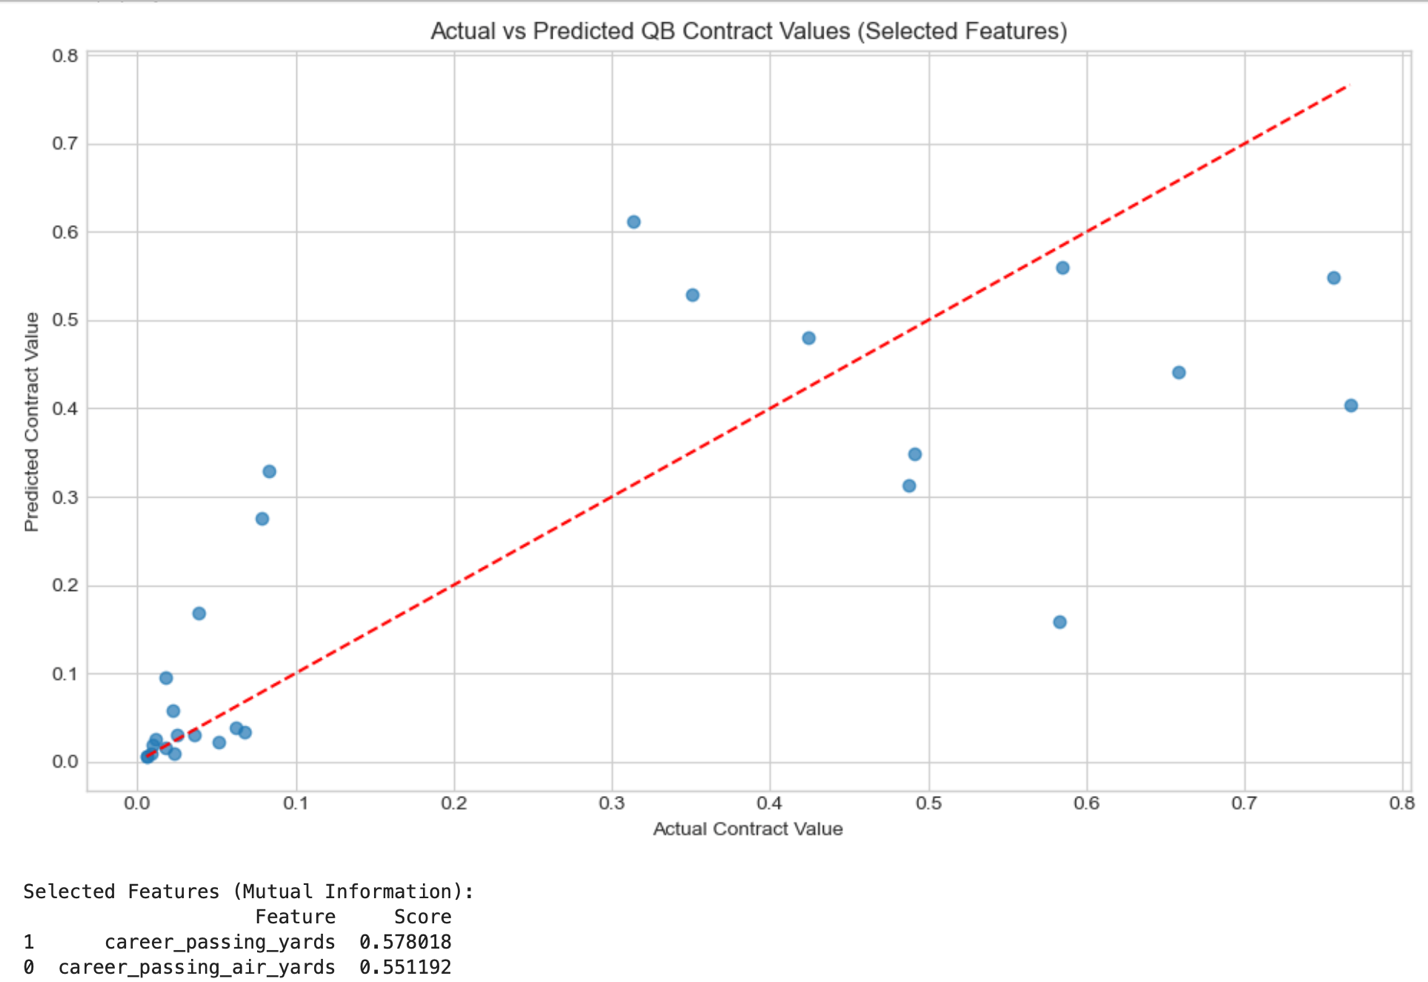 Actual vs Predicted QB Contract Values (Selected Features)
0.8
0.7
0.6
0.5
0.4
0.3
0.2
0.1
0.0
Predicted Contract Value
0.0 0.1 0.2 0.3 0.4 0.5 0.6 0.7 0.8
Actual Contract Value
Selected Features (Mutual Information):
Feature Score
1 career_passing_yards 0.578018
0 career_passing_air_yards 0.551192